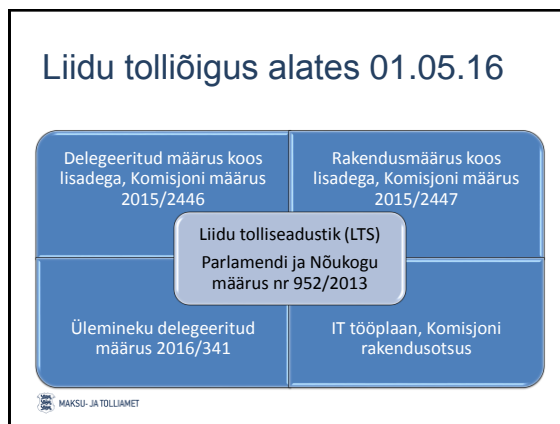 Liidu tolliõigus alates 01.05.16
Delegeeritud määrus koos
lisadega, Komisjoni määrus
2015/2446
Rakendusmäärus koos
lisadega, Komisjoni määrus
2015/2447
Liidu tolliseadustik (LTS)
Parlamendi ja Nõukogu
määrus nr 952/2013
Ülemineku delegeeritud
määrus 2016/341
IT tööplaan, Komisjoni
rakendusotsus
MAKSU- JA TOLLIAMET